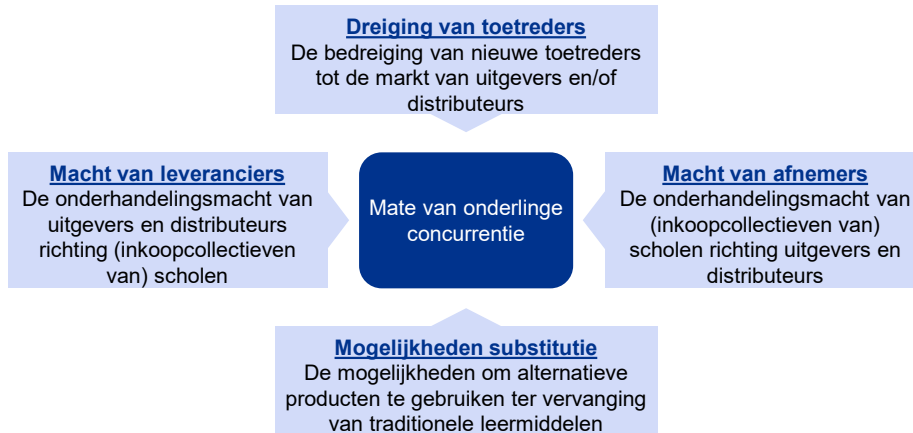 Dreiging van toetreders
De bedreiging van nieuwe toetreders
tot de markt van uitgevers en/of
distributeurs
Macht van leveranciers
De onderhandelingsmacht van
uitgevers en distributeurs
richting (inkoopcollectieven
van) scholen
Mate van onderlinge
concurrentie
Macht van afnemers
De onderhandelingsmacht van
(inkoopcollectieven van)
scholen richting uitgevers en
distributeurs
Mogelijkheden substitutie
De mogelijkheden om alternatieve
producten te gebruiken ter vervanging
van traditionele leermiddelen